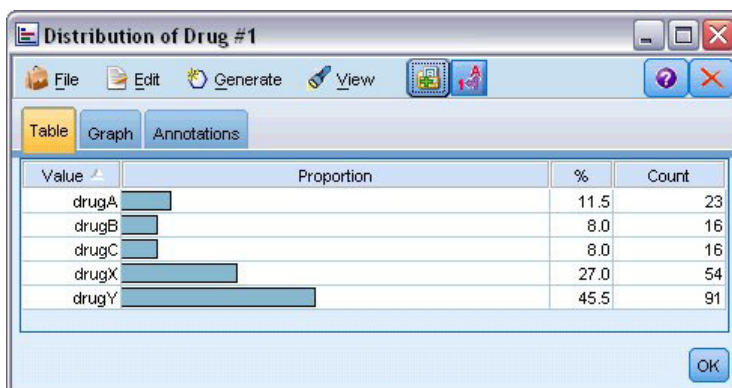 Distribution of Drug #1
File Edit Generate View
Table Graph Annotations
Value Proportion % Count
drugA 11.5 23
drugB 8.0 16
drugC 8.0 16
drugX 27.0 54
drugY 45.5 91
OK